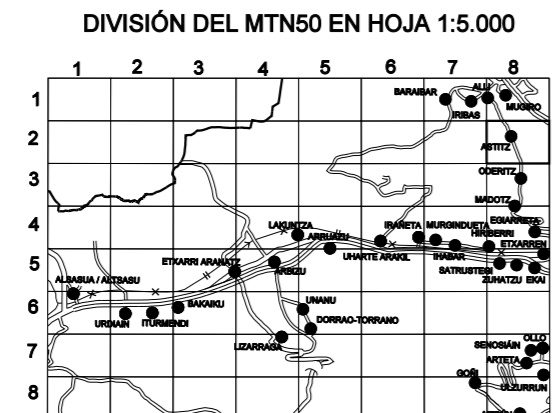 DIVISIÓN DEL MTN50 EN HOJA 1:5.000
1 2 3 4 5 6 7 8
1
2
3
4
5
6
7
8
BARAIBAR
ALLI
IRIBAS
MUGIRO
ASTITZ
ODERITZ
MADOTZ
EGIARRETA
LAKUNTZA
ARRUAZU
IRAÑETA
MURGINDUETA
HIRIBERRI
ETXARREN
ETXARRI ARANATZ
ARBIZU
UHARTE ARAKIL
IHABAR
SATRUSTEGI
ZUHATZU
EKAI
ALSASUA / ALTSASU
URDIAIN
ITURMENDI
BAKAIKU
UNANU
DORRAO-TORRANO
LIZARRAGA
OLLO
SENOSIÁIN
ARTETA
GOÑI
ULZURRUN